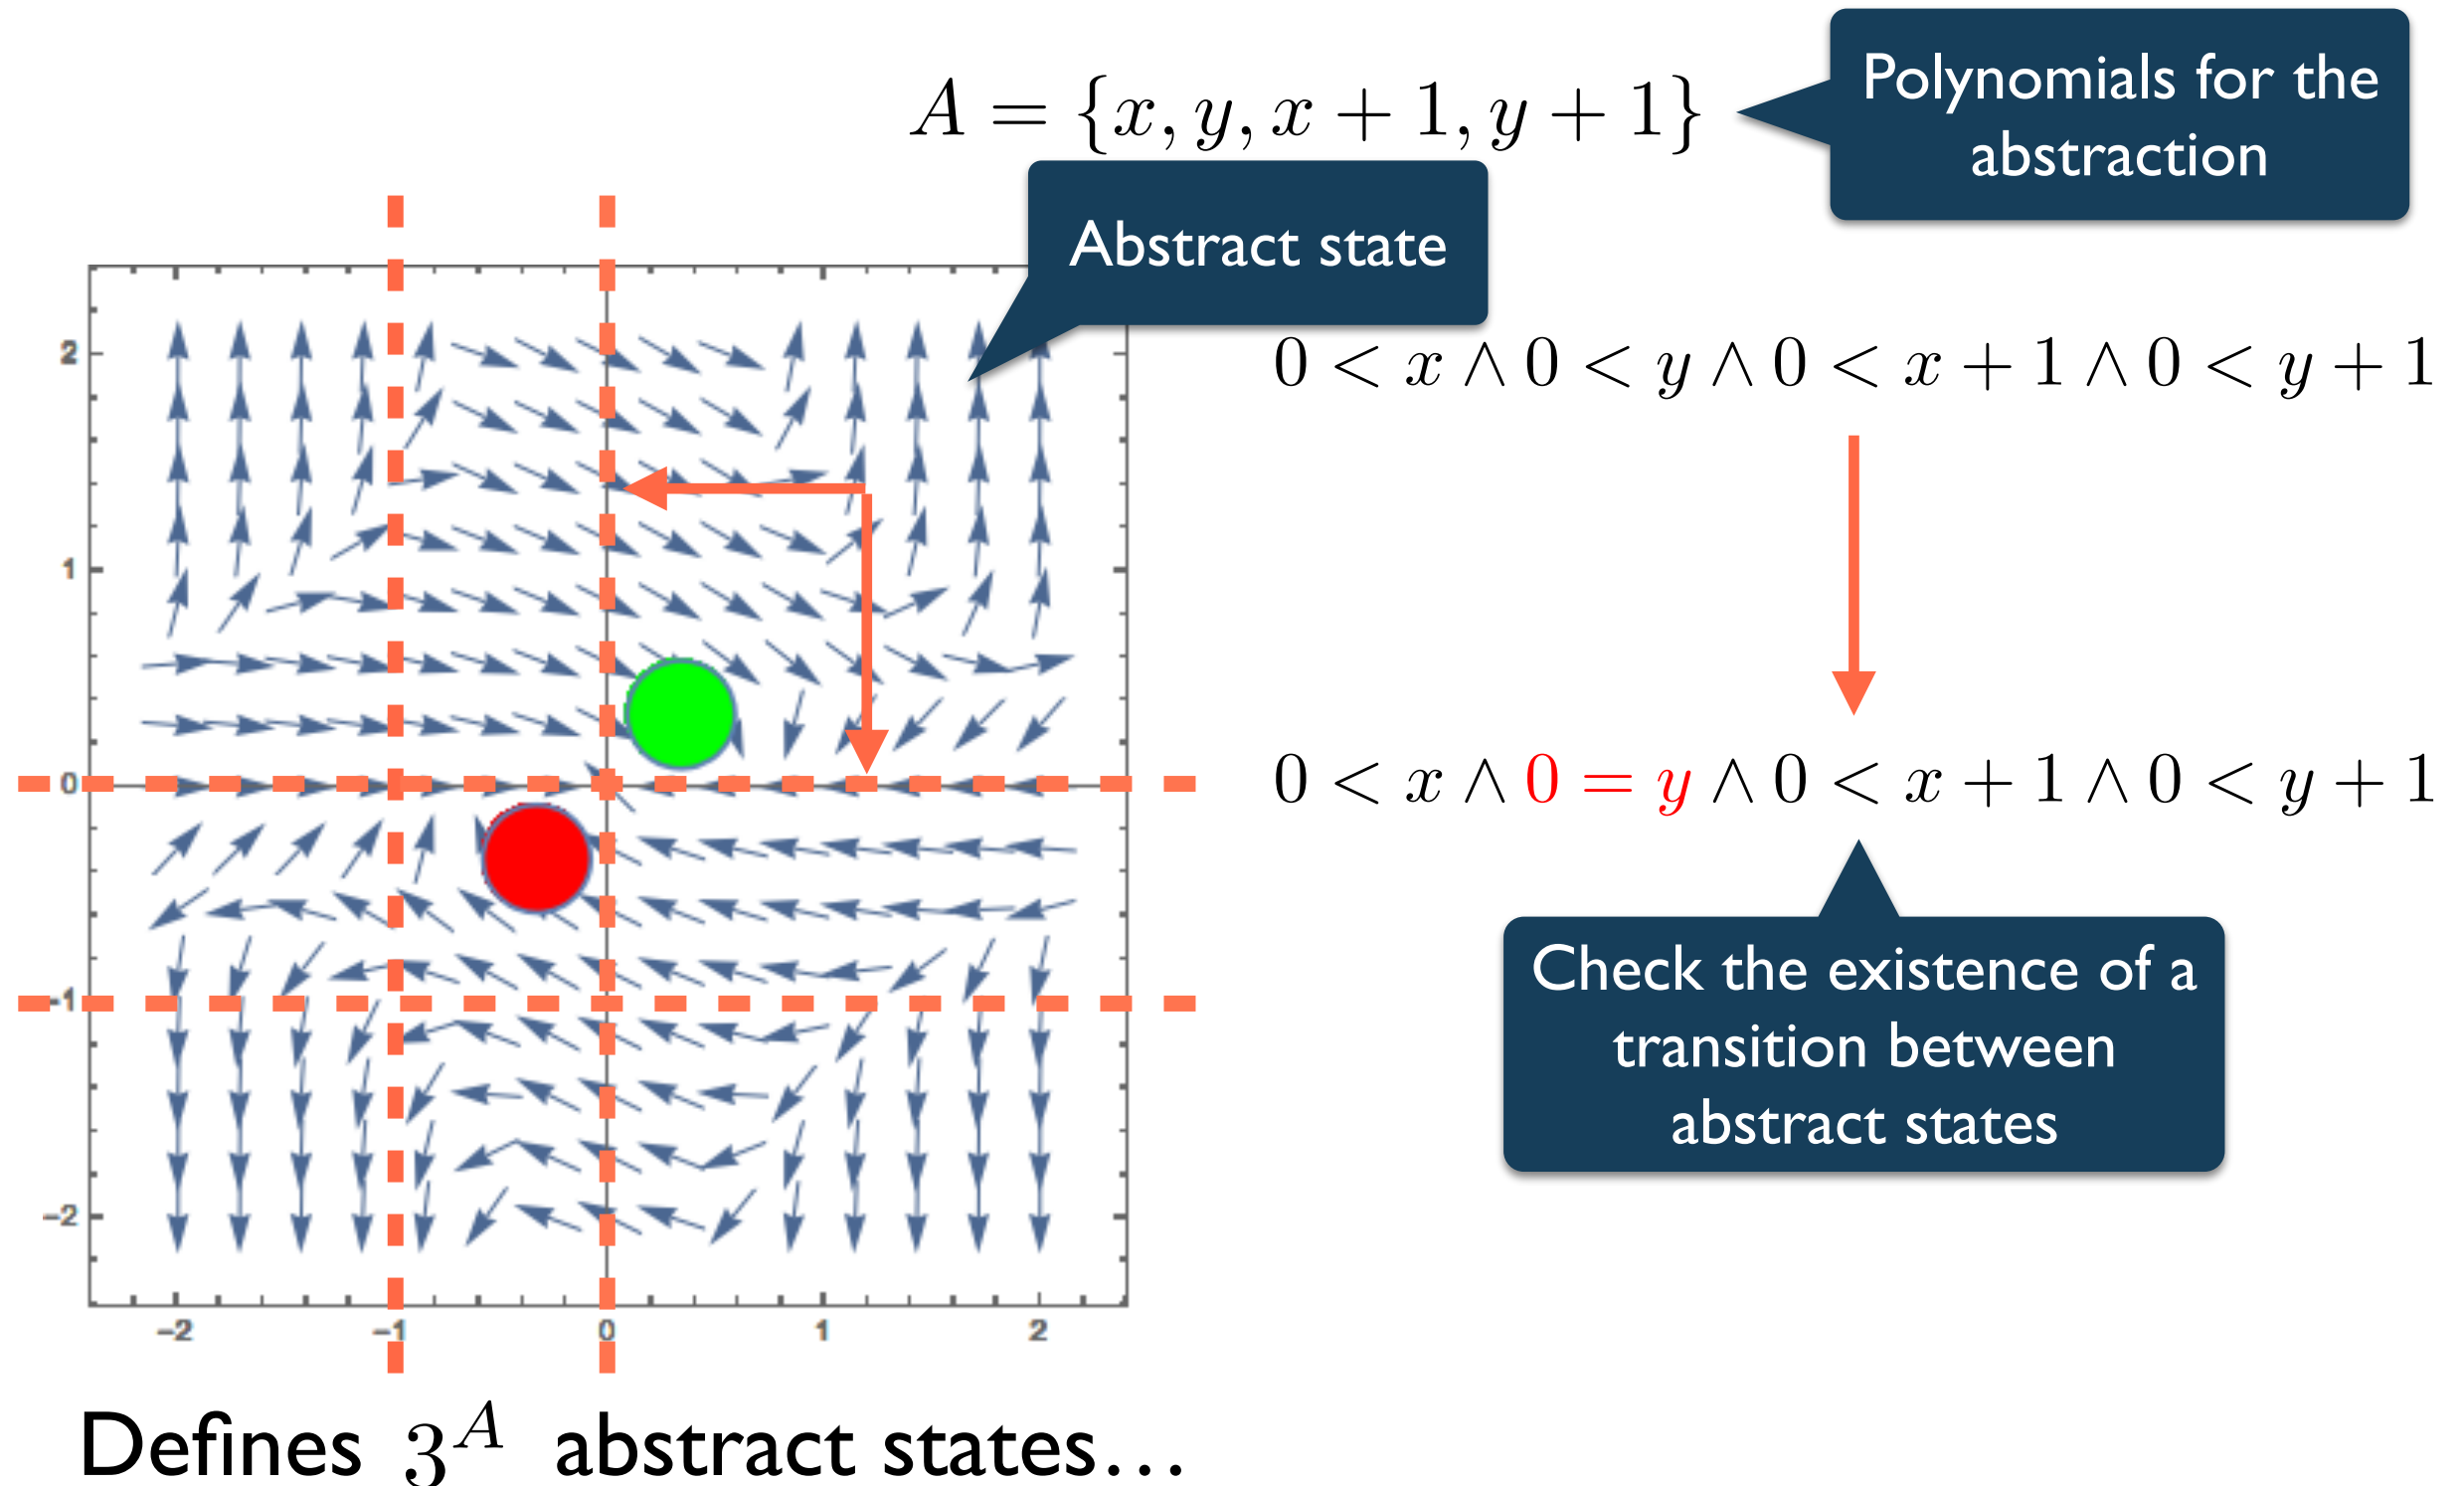 A = {x, y, x + 1, y + 1}
Polynomials for the
abstraction
Abstract state
0 < x ∧ 0 < y ∧ 0 < x + 1 ∧ 0 < y + 1
0 < x ∧ 0 = y ∧ 0 < x + 1 ∧ 0 < y + 1
Check the existence of a
transition between
abstract states
2
1
0
-1
-2
-2 -1 0 1 2
Defines 3^A abstract states...